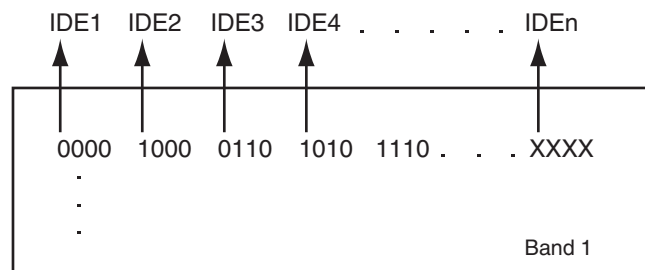 IDE1 IDE2 IDE3 IDE4 . . . . . IDEn
0000 1000 0110 1010 1110 . . . XXXX
.
.
.
Band 1